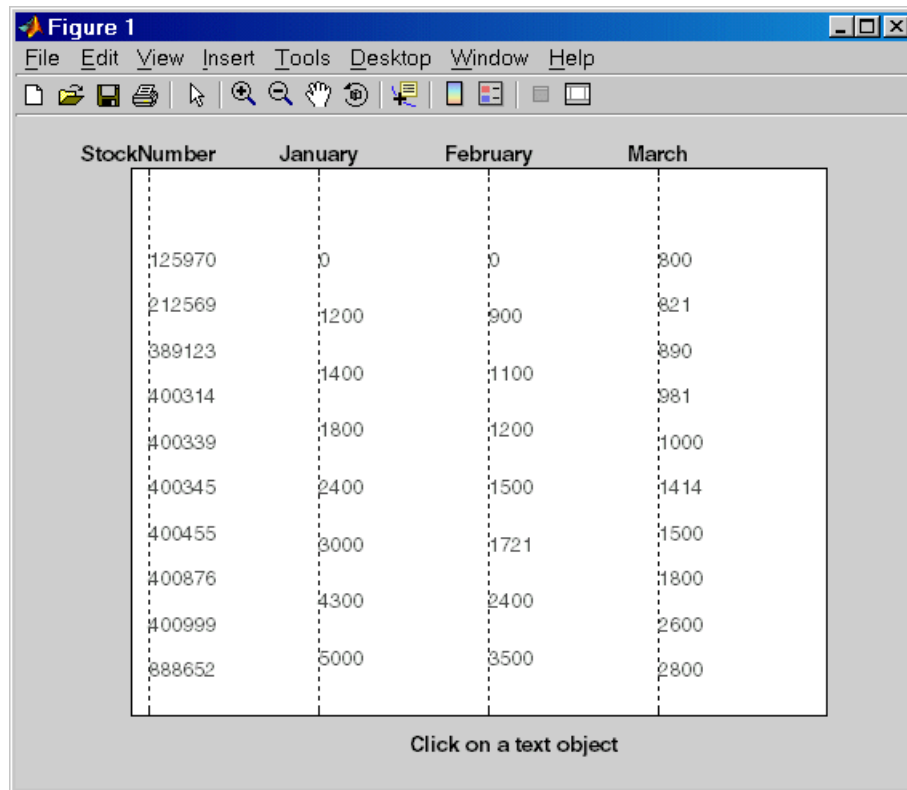 Figure 1
File Edit View Insert Tools Desktop Window Help
StockNumber January February March
125970 0 0 800
212569 1200 900 821
389123 1400 1100 890
400314 1800 1200 981
400339 2400 1500 1000
400345 3000 1721 1414
400455 4300 2400 1500
400876 5000 3500 1800
400999 2600
888652 2800
Click on a text object